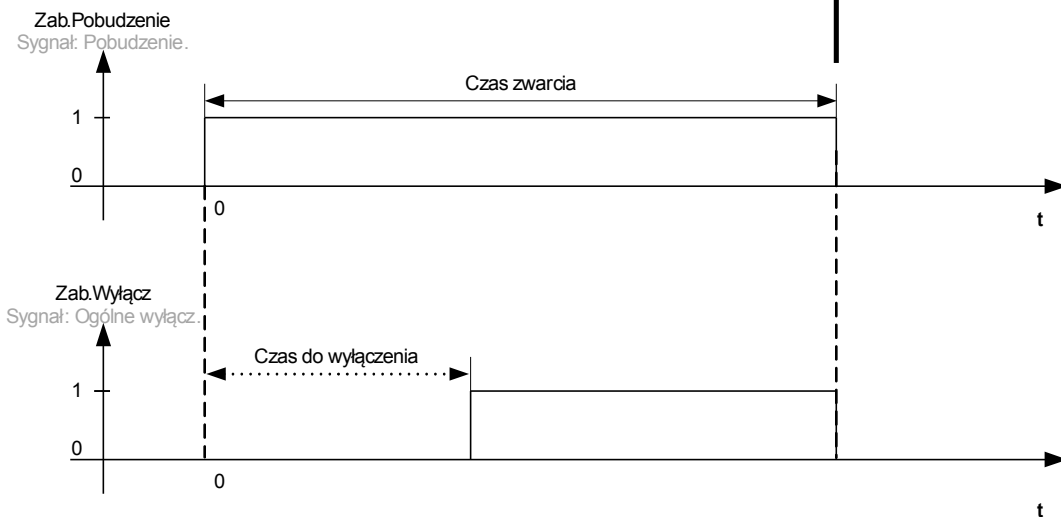 Zab.Pobudzenie
Sygnał: Pobudzenie.
Czas zwarcia
1
0
0
t
Zab.Wyłącz
Sygnał: Ogólne wyłącz.
Czas do wyłączenia
1
0
0
t